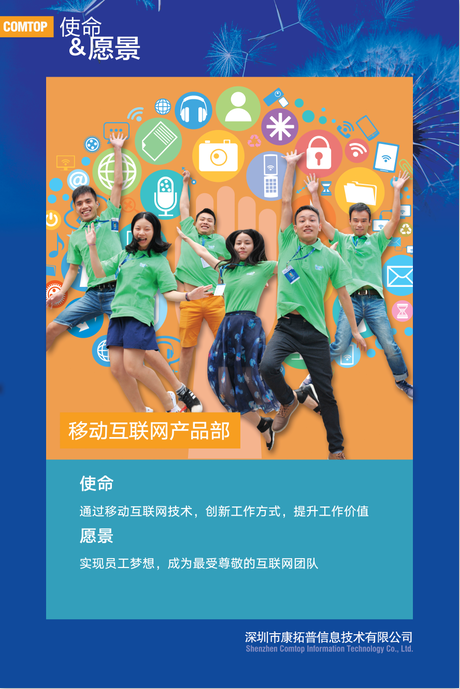 COMTOP
使命
&愿景
移动互联网产品部
使命
通过移动互联网技术，创新工作方式，提升工作价值
愿景
实现员工梦想，成为最受尊敬的互联网团队
深圳市康拓普信息技术有限公司
Shenzhen Comtop Information Technology Co., Ltd.